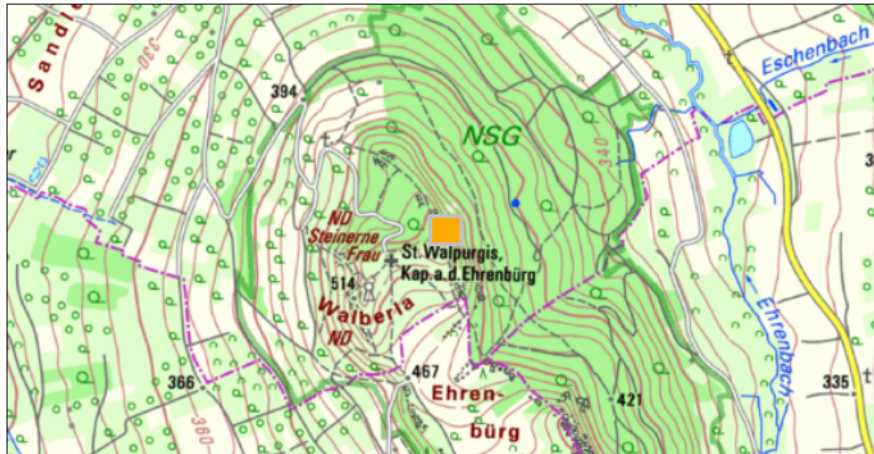 Sandle
330
394
Eschenbach
NSG
340
ND
Steinerne
Frau
St. Walpurgis,
Kap.a.d.Ehrenbürg
514
Walberla
ND
Ehrenbach
366
467
Ehren-
bürg
421
335
360